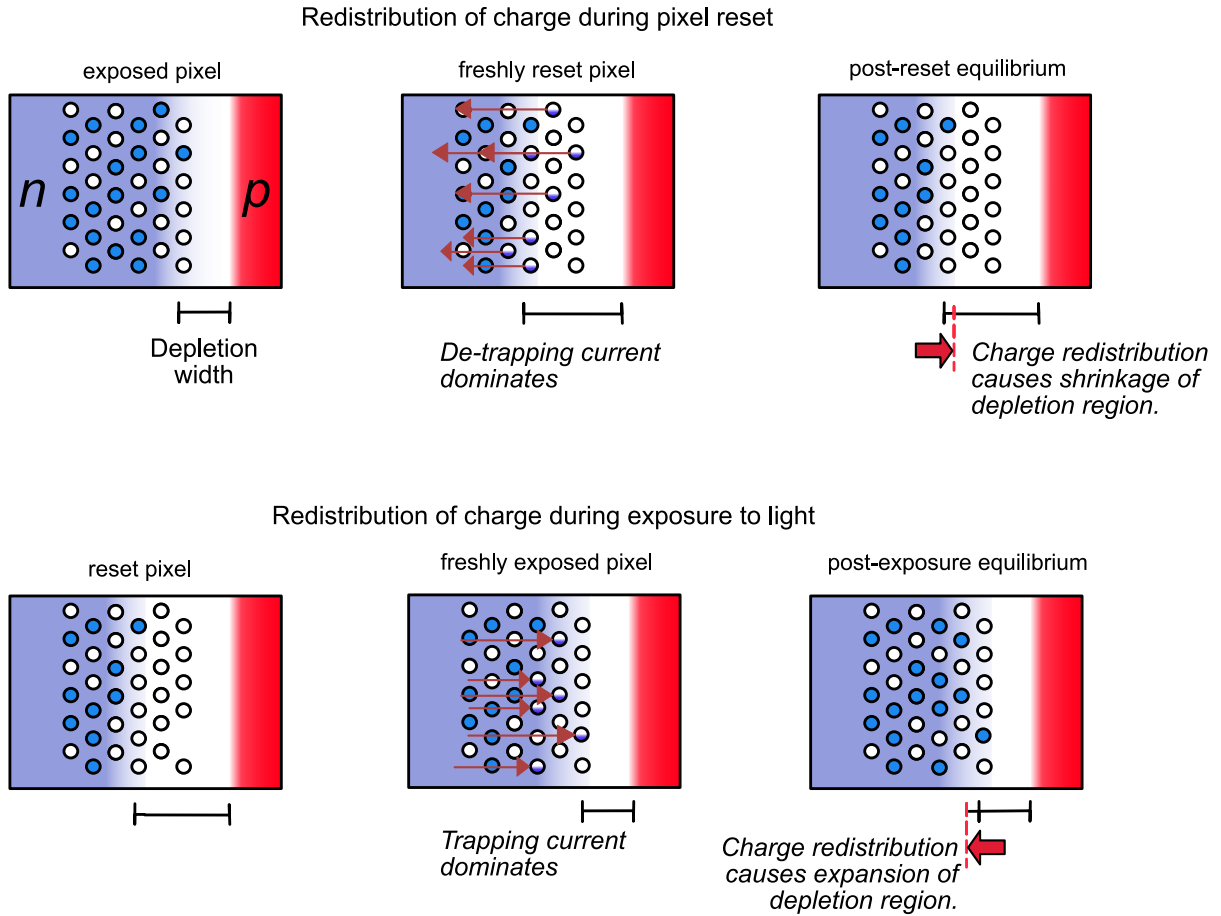 Redistribution of charge during pixel reset
exposed pixel
freshly reset pixel
post-reset equilibrium
n
p
Depletion
width
De-trapping current
dominates
Charge redistribution
causes shrinkage of
depletion region.
Redistribution of charge during exposure to light
reset pixel
freshly exposed pixel
post-exposure equilibrium
Trapping current
dominates
Charge redistribution
causes expansion of
depletion region.